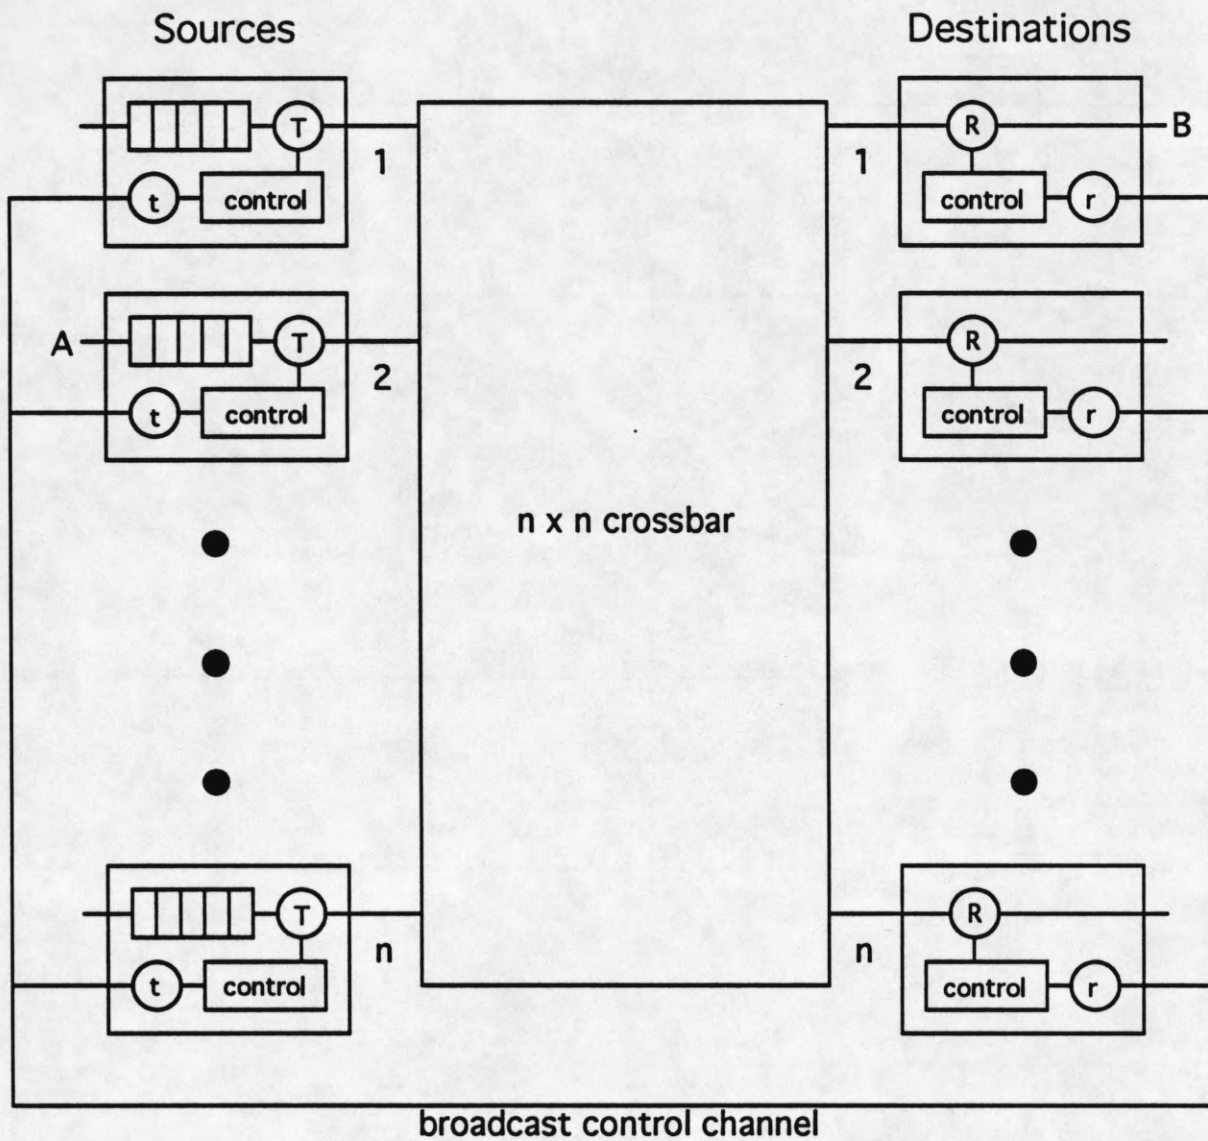 Sources
Destinations
T
1
t
control
1
R
B
control
r
A
T
2
t
control
2
R
control
r
n x n crossbar
T
n
t
control
n
R
control
r
broadcast control channel